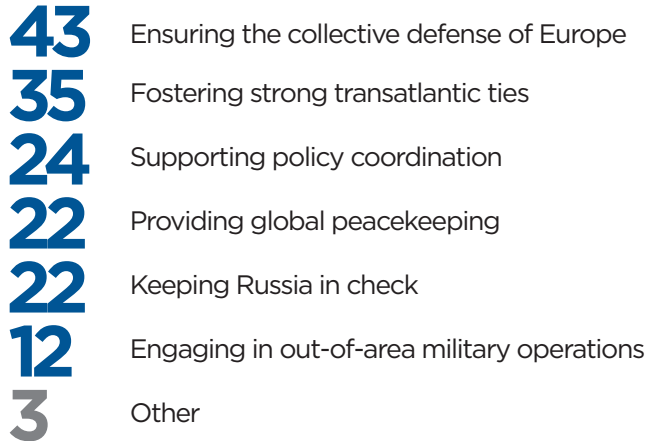 43 Ensuring the collective defense of Europe
35 Fostering strong transatlantic ties
24 Supporting policy coordination
22 Providing global peacekeeping
22 Keeping Russia in check
12 Engaging in out-of-area military operations
3 Other